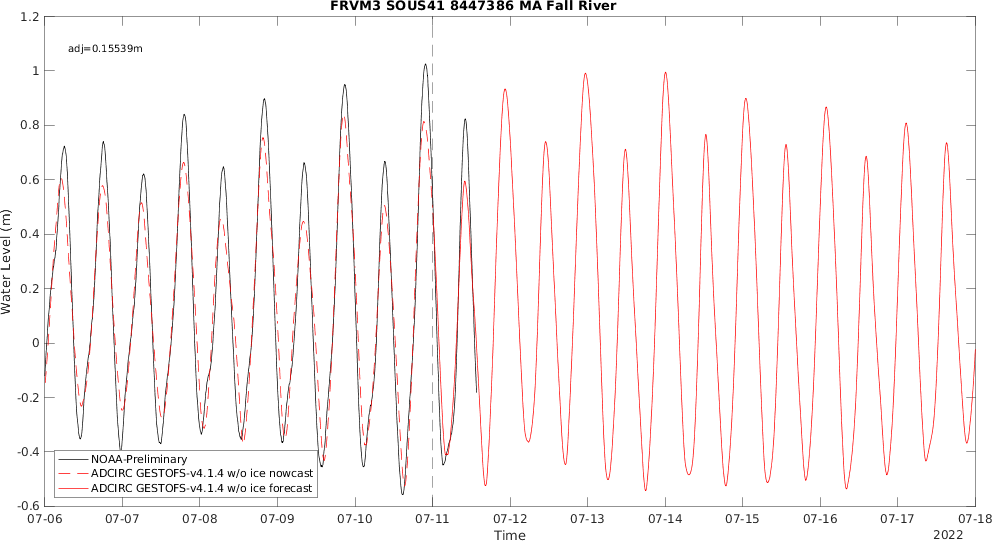 FRVM3 SOUS41 8447386 MA Fall River
adj=0.15539m
Water Level (m)
1.2
1
0.8
0.6
0.4
0.2
0
-0.2
-0.4
-0.6
NOAA-Preliminary
ADCIRC GESTOFS-v4.1.4 w/o ice nowcast
ADCIRC GESTOFS-v4.1.4 w/o ice forecast
07-06 07-07 07-08 07-09 07-10 07-11 07-12 07-13 07-14 07-15 07-16 07-17 07-18
Time
2022